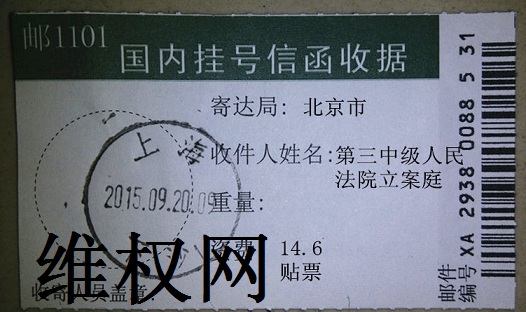 邮1101
国内挂号信函收据
寄达局: 北京市
收件人姓名:第三中级人民
法院立案庭
上海
2015.09.20.09
重量:
资费 14.6
贴票
收寄人员盖章:
维权网
邮件
编号 XA 2938 0088 5 31